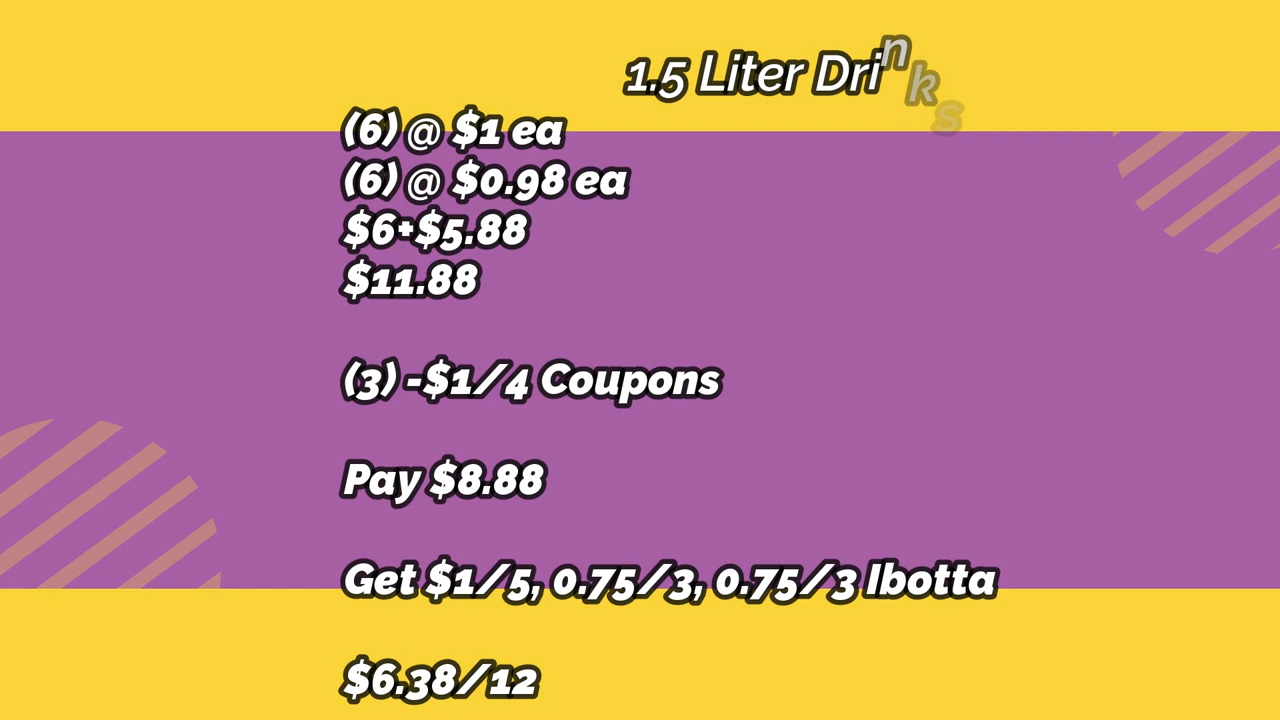 1.5 Liter Drinks
(6) @ $1 ea
(6) @ $0.98 ea
$6+$5.88
$11.88
(3) -$1/4 Coupons
Pay $8.88
Get $1/5, 0.75/3, 0.75/3 Ibotta
$6.38/12